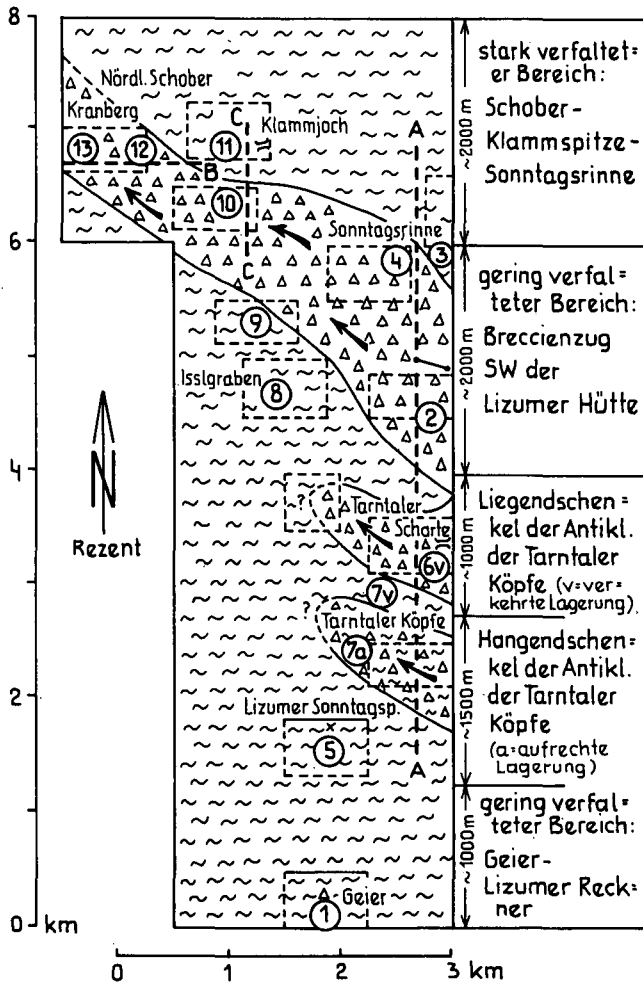 8
6
4
2
0
km
0
1
2
3 km
N
Rezent
Nördl. Schober
Kranberg
13
12
B
C
11
Klammjoch
A
10
C
Sonntagsrinne
4
3
9
Isslgraben
8
2
Tarntaler
Scharte
?
6v
7v
?
Tarntaler Köpfe
7a
Lizumer Sonntagsp.
5
A
Geier
1
~2000 m
stark verfaltet=
er Bereich:
Schober-
Klammspitze-
Sonntagsrinne
~2000 m
gering verfal=
teter Bereich:
Breccienzug
SW der
Lizumer Hütte
~1000 m
Liegendschen=
kel der Antikl.
der Tarntaler
Köpfe (v=ver=
kehrte Lagerung)
~1500 m
Hangendschen=
kel der Antikl.
der Tarntaler
Köpfe
(a=aufrechte
Lagerung)
~1000 m
gering verfal=
teter Bereich:
Geier-
Lizumer Reck=
ner